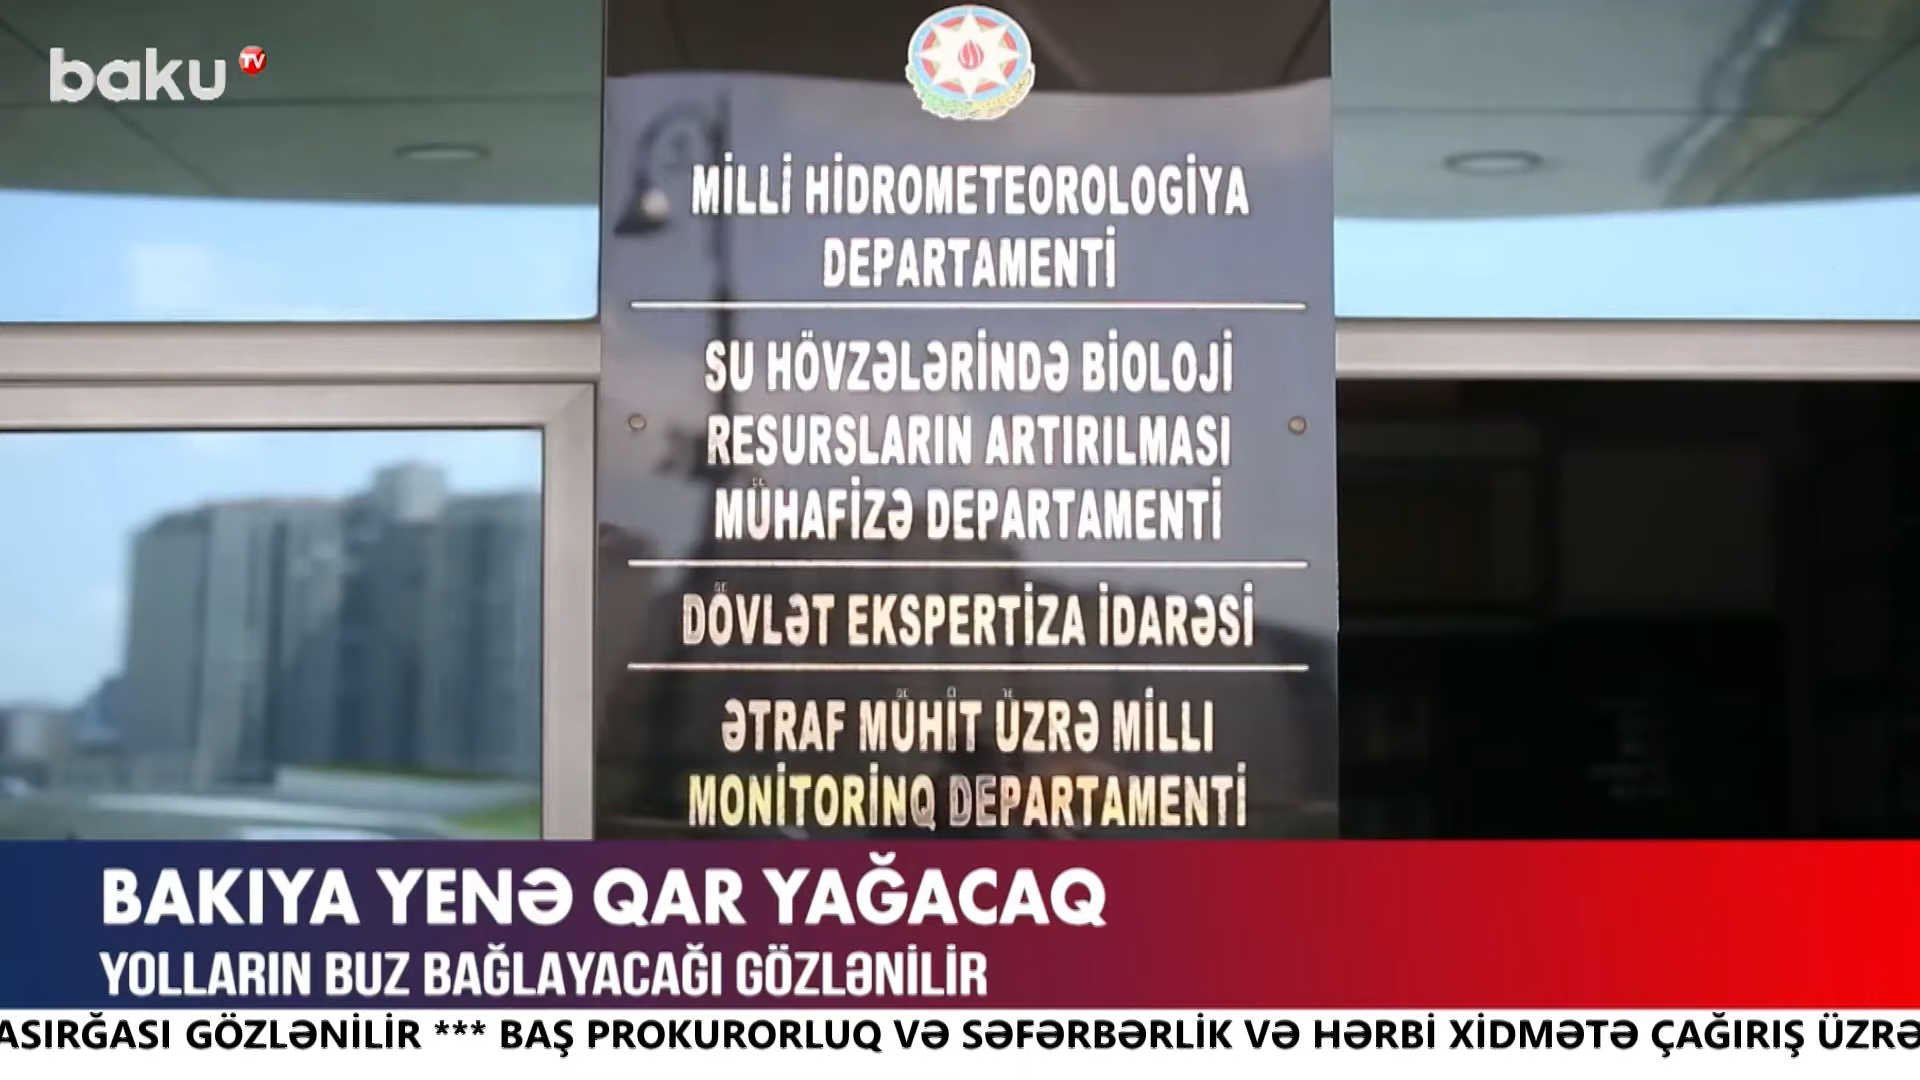 baku TV
MİLLİ HİDROMETEOROLOGİYA
DEPARTAMENTİ
SU HÖVZƏLƏRİNDƏ BİOLOJİ
RESURSLARIN ARTIRILMASI
MÜHAFİZƏ DEPARTAMENTİ
DÖVLƏT EKSPERTİZA İDARƏSİ
ƏTRAF MÜHİT ÜZRƏ MİLLI
MONİTORİNQ DEPARTAMENTİ
BAKIYA YENƏ QAR YAĞACAQ
YOLLARIN BUZ BAĞLAYACAĞI GÖZLƏNİLİR
ASIRĞASI GÖZLƏNİLİR *** BAŞ PROKURORLUQ VƏ SƏFƏRBƏRLİK VƏ HƏRBİ XİDMƏTƏ ÇAĞIRIŞ ÜZRƏ